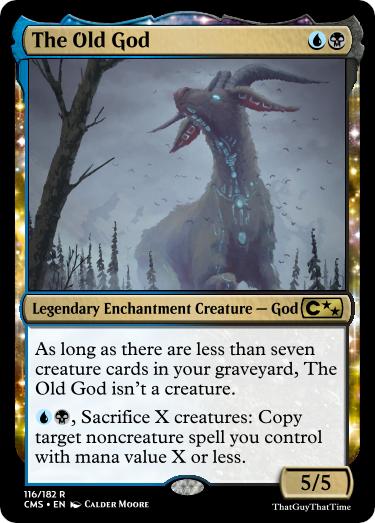 The Old God
Legendary Enchantment Creature — God
C
As long as there are less than seven
creature cards in your graveyard, The
Old God isn't a creature.
, Sacrifice X creatures: Copy
target noncreature spell you control
with mana value X or less.
5/5
116/182 R
CMS • EN Calder Moore
ThatGuyThatTime